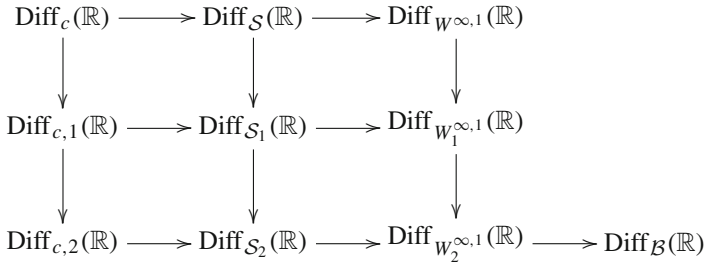 Diff_c(ℝ) Diff_𝒮(ℝ) Diff_{W^{∞,1}}(ℝ)
Diff_{c,1}(ℝ) Diff_{𝒮_1}(ℝ) Diff_{W_1^{∞,1}}(ℝ)
Diff_{c,2}(ℝ) Diff_{𝒮_2}(ℝ) Diff_{W_2^{∞,1}}(ℝ) Diff_ℬ(ℝ)